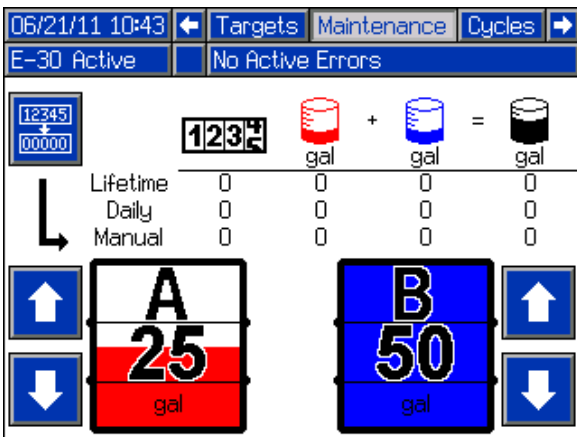 06/21/11 10:43 Targets Maintenance Cycles
E-30 Active No Active Errors
12345
00000
123
+ =
gal gal gal
Lifetime 0 0 0 0
Daily 0 0 0 0
Manual 0 0 0 0
A B
25 50
gal gal